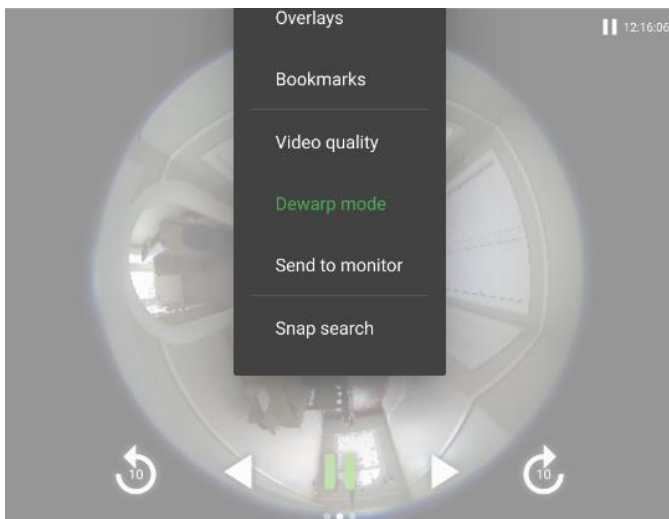 Overlays
12:16:06
Bookmarks
Video quality
Dewarp mode
Send to monitor
Snap search
10
10